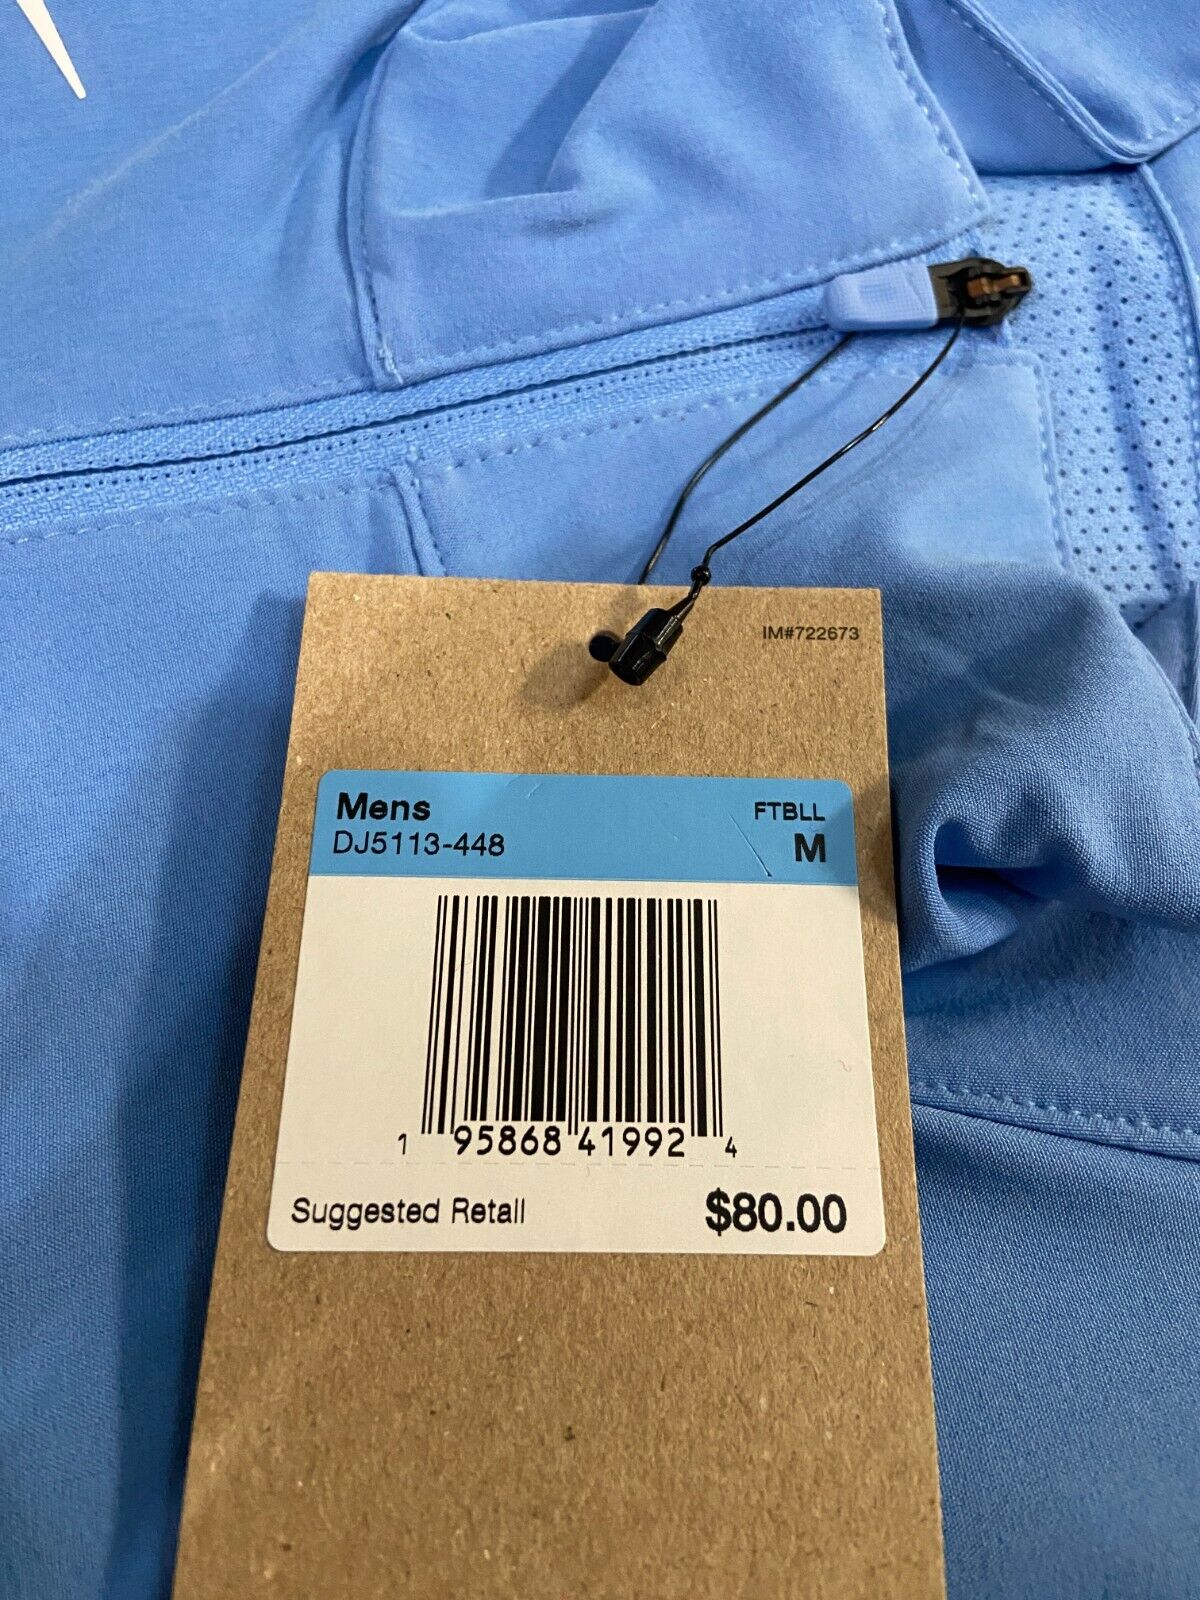 IM#722673
Mens FTBLL
DJ5113-448 M
1 95868 41992 4
Suggested Retail $80.00